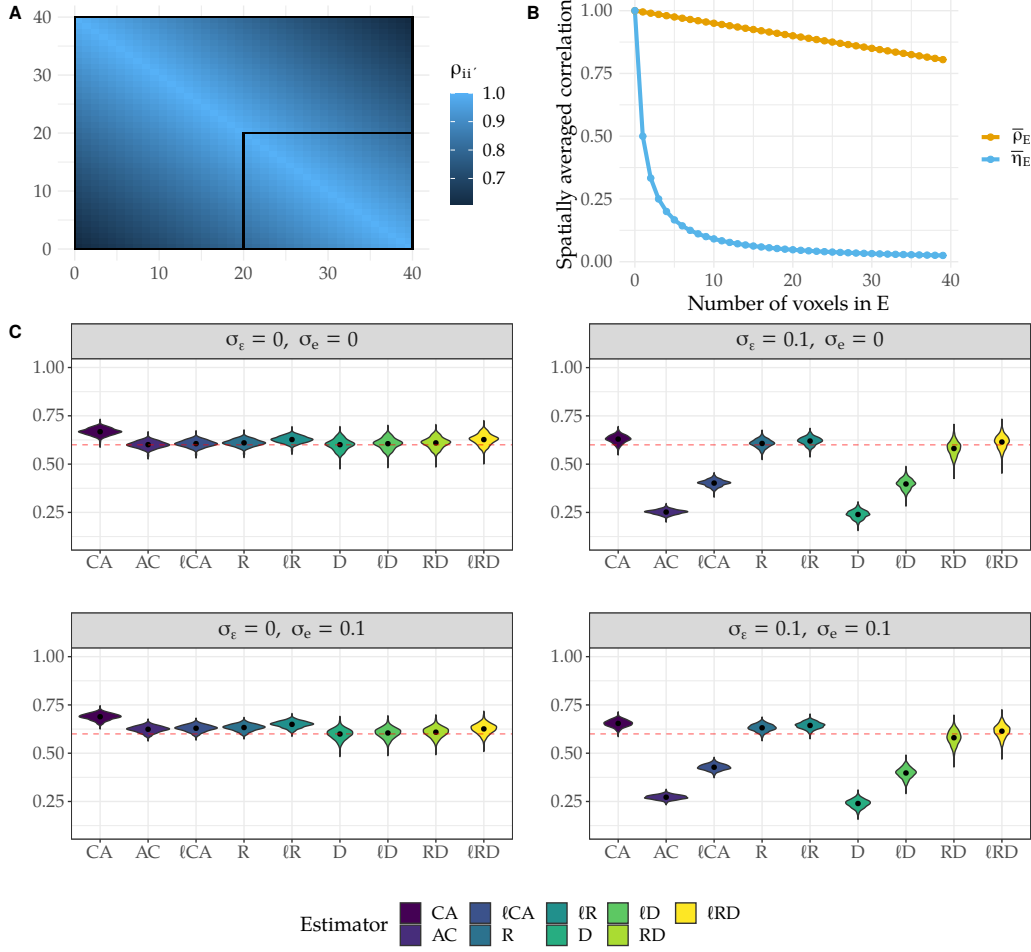 A
40
30
20
10
0
0 20 40 40
ρii′
1.0
0.9
0.8
0.7
B
Spatially averaged correlation
1.00
0.75
0.50
0.25
0.00
0 10 20 30 40
Number of voxels in E
ρ̅E
η̅E
C
σε = 0, σe = 0
1.00
0.75
0.50
0.25
CA AC ℓCA R ℓR D ℓD RD ℓRD
σε = 0.1, σe = 0
1.00
0.75
0.50
0.25
CA AC ℓCA R ℓR D ℓD RD ℓRD
σε = 0, σe = 0.1
1.00
0.75
0.50
0.25
CA AC ℓCA R ℓR D ℓD RD ℓRD
σε = 0.1, σe = 0.1
1.00
0.75
0.50
0.25
CA AC ℓCA R ℓR D ℓD RD ℓRD
Estimator CA ℓCA ℓR ℓD ℓRD
AC R D RD